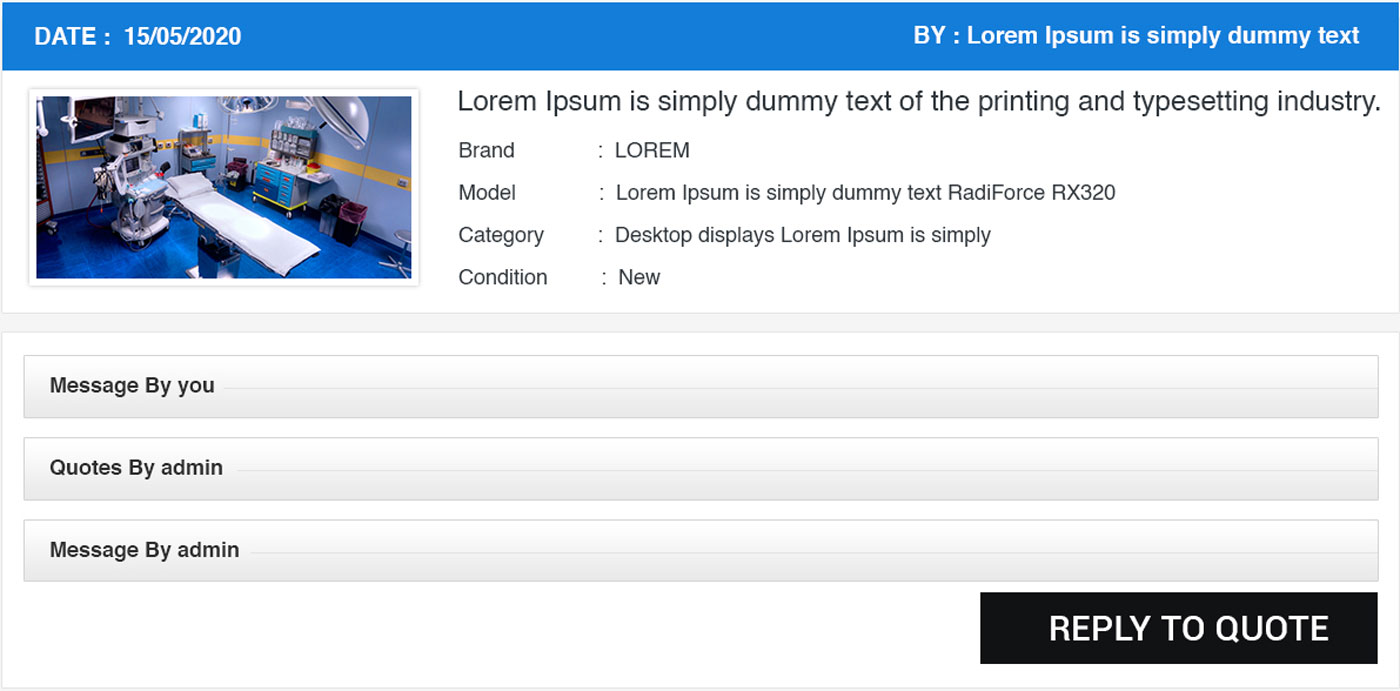 DATE : 15/05/2020 BY : Lorem Ipsum is simply dummy text
Lorem Ipsum is simply dummy text of the printing and typesetting industry.
Brand : LOREM
Model : Lorem Ipsum is simply dummy text RadiForce RX320
Category : Desktop displays Lorem Ipsum is simply
Condition : New
Message By you
Quotes By admin
Message By admin
REPLY TO QUOTE